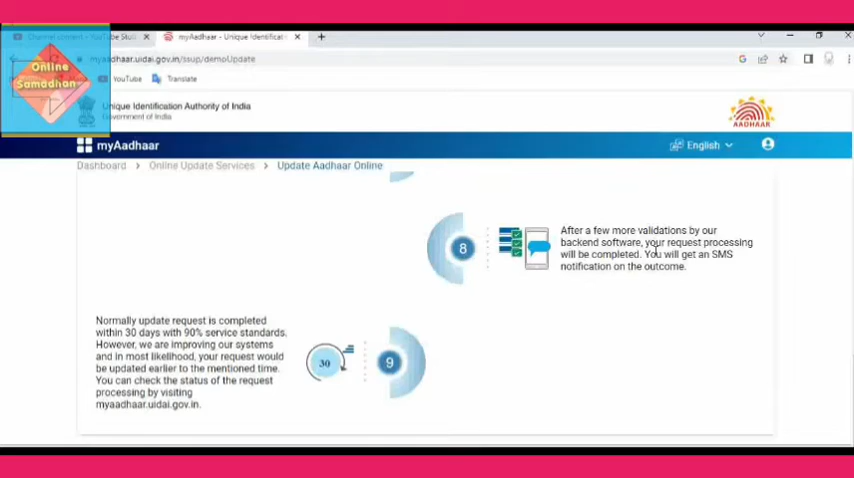 Channel content - YouTube Stud
myAadhaar - Unique Identificati
Online
Samadhan
myaadhaar.uidai.gov.in/ssup/demoUpdate
YouTube
Translate
Unique Identification Authority of India
Government of India
AADHAAR
myAadhaar
English
Dashboard > Online Update Services > Update Aadhaar Online
8
After a few more validations by our
backend software, your request processing
will be completed. You will get an SMS
notification on the outcome.
Normally update request is completed
within 30 days with 90% service standards.
However, we are improving our systems
and in most likelihood, your request would
be updated earlier to the mentioned time.
You can check the status of the request
processing by visiting
myaadhaar.uidai.gov.in.
30
9